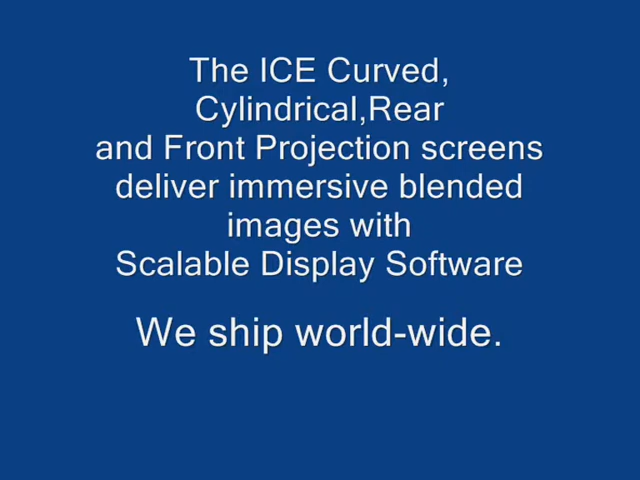 The ICE Curved,
Cylindrical,Rear
and Front Projection screens
deliver immersive blended
images with
Scalable Display Software
We ship world-wide.